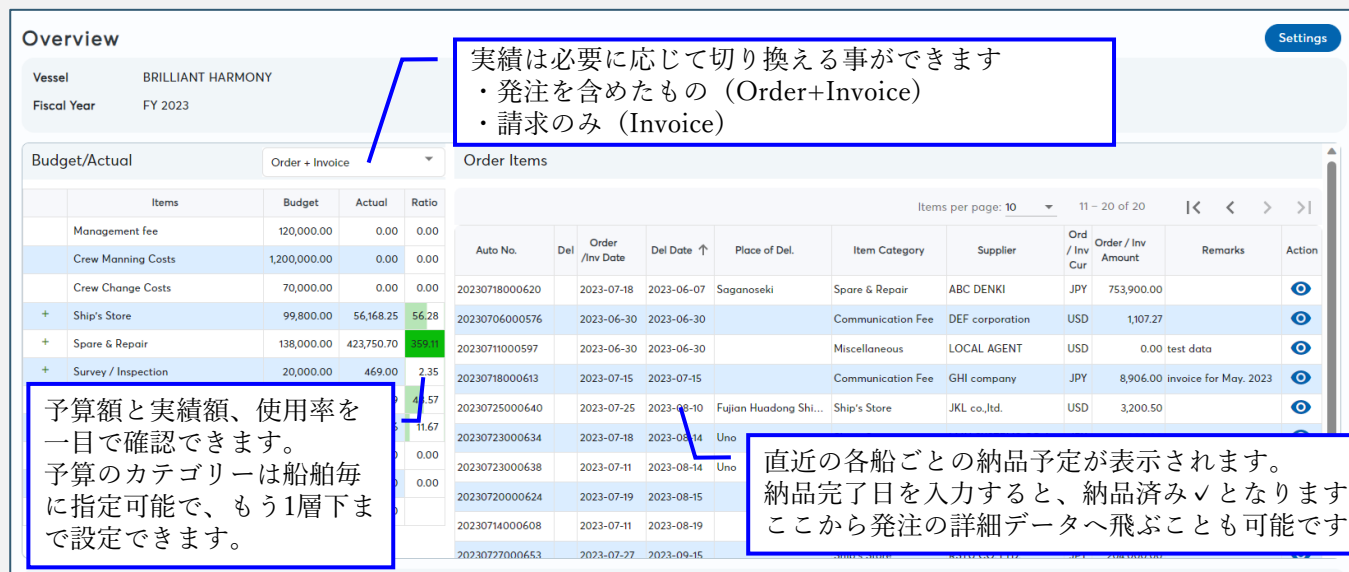 Overview
Settings
Vessel BRILLIANT HARMONY
Fiscal Year FY 2023
実績は必要に応じて切り換える事ができます
・発注を含めたもの（Order+Invoice）
・請求のみ（Invoice）
Budget/Actual Order + Invoice
Items Budget Actual Ratio
Management fee 120,000.00 0.00 0.00
Crew Manning Costs 1,200,000.00 0.00 0.00
Crew Change Costs 70,000.00 0.00 0.00
+ Ship's Store 99,800.00 56,168.25 56.28
+ Spare & Repair 138,000.00 423,750.70 359.11
+ Survey / Inspection 20,000.00 469.00 2.35
.57
11.67
0.00
0.00
予算額と実績額、使用率を
一目で確認できます。
予算のカテゴリーは船舶毎
に指定可能で、もう1層下ま
で設定できます。
Order Items
Items per page: 10 11 – 20 of 20
Auto No. Del Order /Inv Date Del Date ↑ Place of Del. Item Category Supplier Ord / Inv Cur Order / Inv Amount Remarks Action
20230718000620 2023-07-18 2023-06-07 Saganoseki Spare & Repair ABC DENKI JPY 753,900.00
20230706000576 2023-06-30 2023-06-30 Communication Fee DEF corporation USD 1,107.27
20230711000597 2023-06-30 2023-06-30 Miscellaneous LOCAL AGENT USD 0.00 test data
20230718000613 2023-07-15 2023-07-15 Communication Fee GHI company JPY 8,906.00 invoice for May. 2023
20230725000640 2023-07-25 2023-08-10 Fujian Huadong Shi... Ship's Store JKL co.,ltd. USD 3,200.50
20230723000634 2023-07-18 2023-08-14 Uno
20230723000638 2023-07-11 2023-08-14 Uno
20230720000624 2023-07-19 2023-08-15
20230714000608 2023-07-11 2023-08-19
20230727000653 2023-07-27 2023-09-15
直近の各船ごとの納品予定が表示されます。
納品完了日を入力すると、納品済み✓となります
ここから発注の詳細データへ飛ぶことも可能です